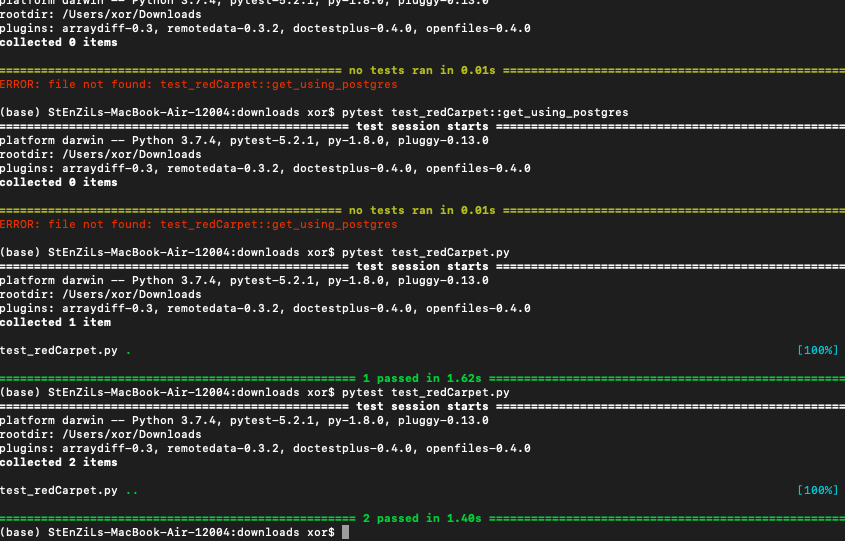 platform darwin -- Python 3.7.4, pytest-5.2.1, py-1.8.0, pluggy-0.13.0
rootdir: /Users/xor/Downloads
plugins: arraydiff-0.3, remotedata-0.3.2, doctestplus-0.4.0, openfiles-0.4.0
collected 0 items
=================================================== no tests ran in 0.01s ===================================================
ERROR: file not found: test_redCarpet::get_using_postgres
(base) StEnZiLs-MacBook-Air-12004:downloads xor$ pytest test_redCarpet::get_using_postgres
==================================================== test session starts ====================================================
platform darwin -- Python 3.7.4, pytest-5.2.1, py-1.8.0, pluggy-0.13.0
rootdir: /Users/xor/Downloads
plugins: arraydiff-0.3, remotedata-0.3.2, doctestplus-0.4.0, openfiles-0.4.0
collected 0 items
=================================================== no tests ran in 0.01s ===================================================
ERROR: file not found: test_redCarpet::get_using_postgres
(base) StEnZiLs-MacBook-Air-12004:downloads xor$ pytest test_redCarpet.py
==================================================== test session starts ====================================================
platform darwin -- Python 3.7.4, pytest-5.2.1, py-1.8.0, pluggy-0.13.0
rootdir: /Users/xor/Downloads
plugins: arraydiff-0.3, remotedata-0.3.2, doctestplus-0.4.0, openfiles-0.4.0
collected 1 item
test_redCarpet.py . [100%]
===================================================== 1 passed in 1.62s =====================================================
(base) StEnZiLs-MacBook-Air-12004:downloads xor$ pytest test_redCarpet.py
==================================================== test session starts ====================================================
platform darwin -- Python 3.7.4, pytest-5.2.1, py-1.8.0, pluggy-0.13.0
rootdir: /Users/xor/Downloads
plugins: arraydiff-0.3, remotedata-0.3.2, doctestplus-0.4.0, openfiles-0.4.0
collected 2 items
test_redCarpet.py .. [100%]
===================================================== 2 passed in 1.40s =====================================================
(base) StEnZiLs-MacBook-Air-12004:downloads xor$